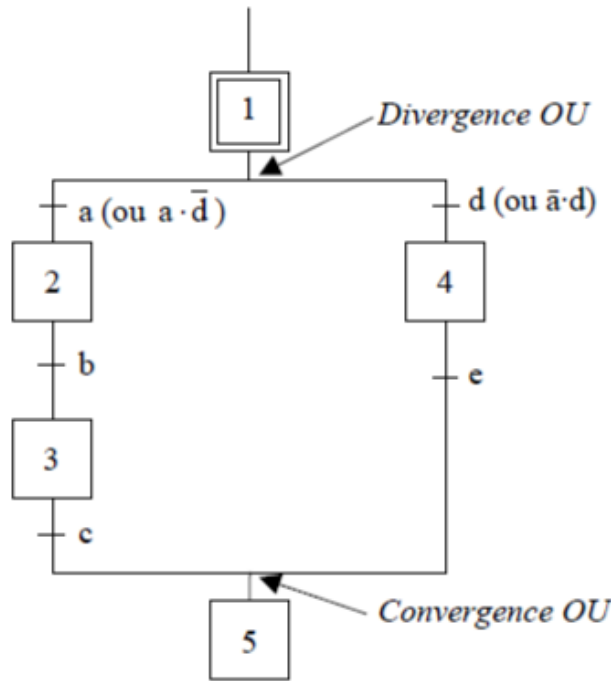 1
Divergence OU
a (ou a · d̅ )
d (ou ā·d)
2
4
b
e
3
c
Convergence OU
5